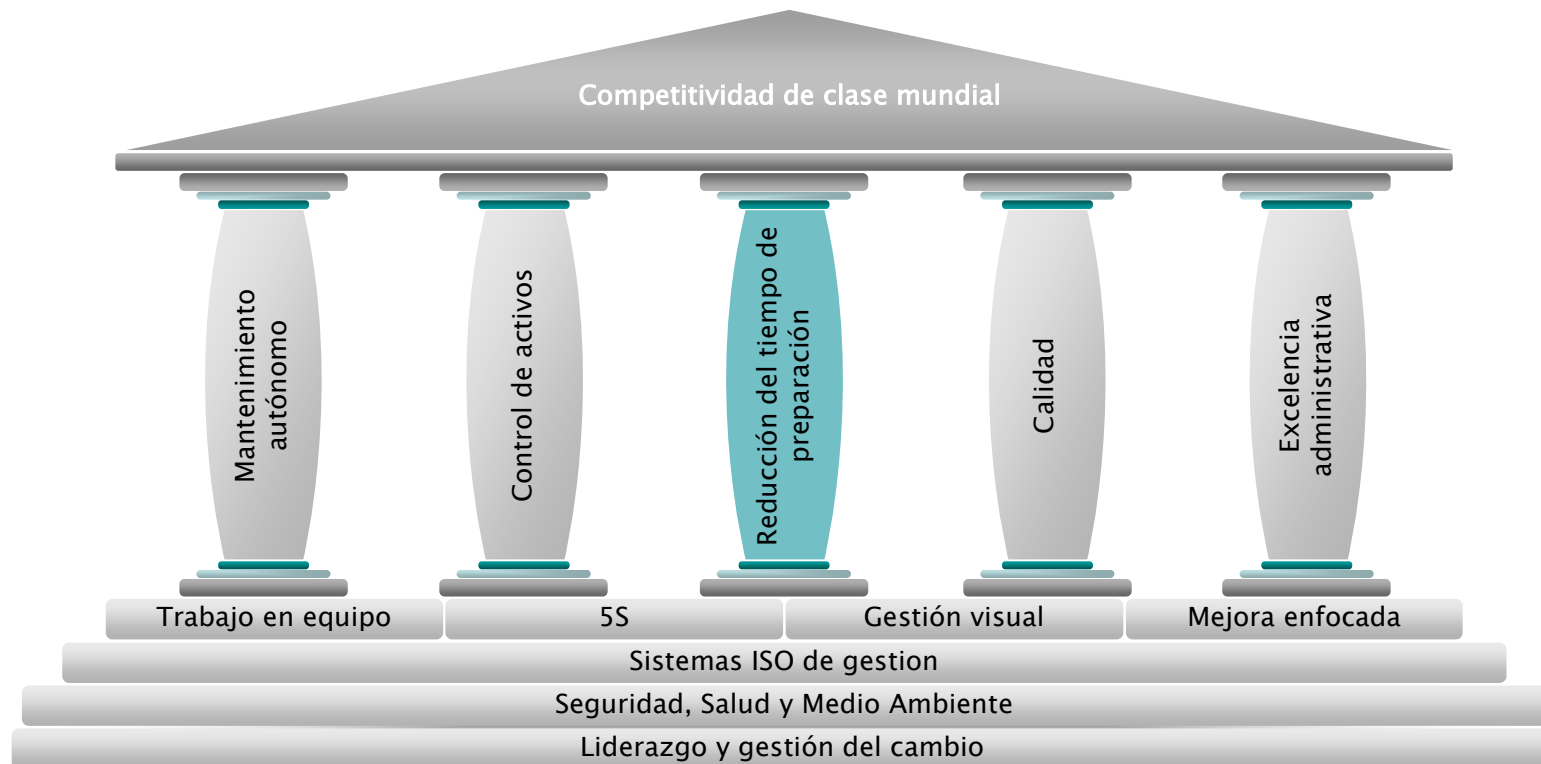 Competitividad de clase mundial
Mantenimiento
autónomo
Control de activos
Reducción del tiempo de
preparación
Calidad
Excelencia
administrativa
Trabajo en equipo
5S
Gestión visual
Mejora enfocada
Sistemas ISO de gestion
Seguridad, Salud y Medio Ambiente
Liderazgo y gestión del cambio